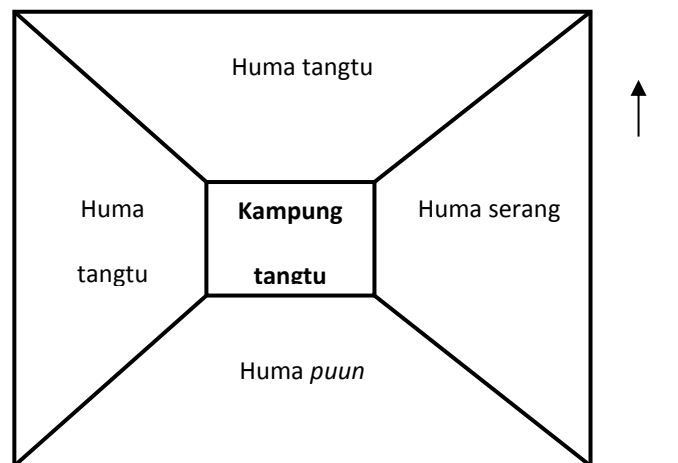 Huma tangtu
Huma
tangtu
Kampung
tangtu
Huma serang
Huma puun